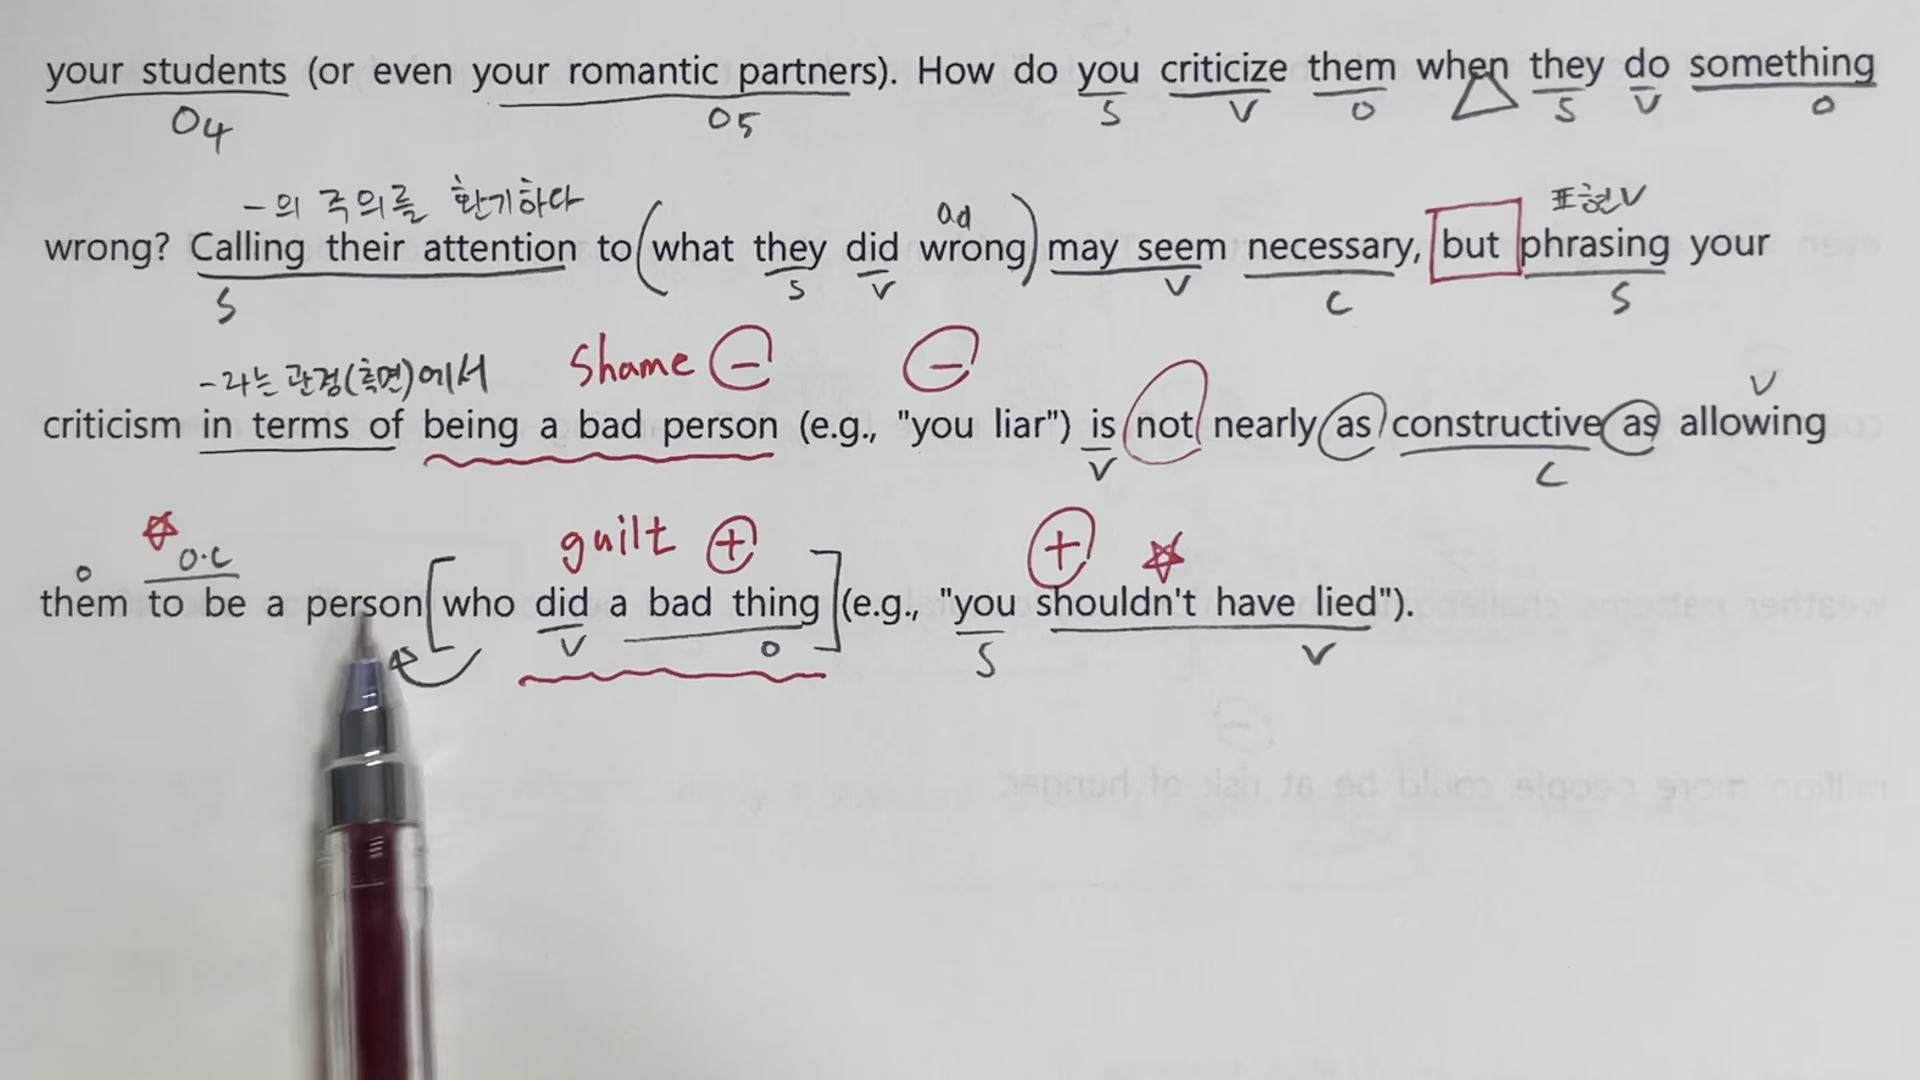 your students (or even your romantic partners). How do you criticize them when they do something
O4 O5 S V O S V O
-의 주의를 환기하다 ad 표현V
wrong? Calling their attention to (what they did wrong) may seem necessary, but phrasing your
S S V V C S
-라는 관점(측면)에서 Shame - - V
criticism in terms of being a bad person (e.g., "you liar") is not nearly as constructive as allowing
V C
O O·C guilt + +
them to be a person [who did a bad thing] (e.g., "you shouldn't have lied").
V O S V